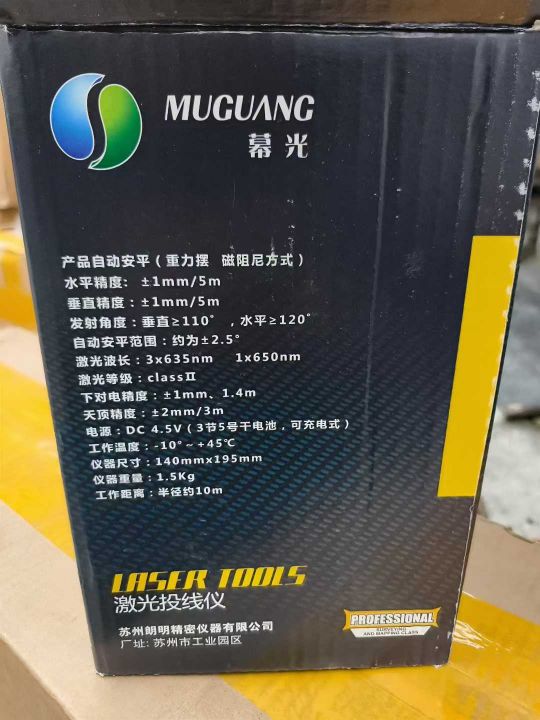 MUGUANG
幕光
产品自动安平（重力摆 磁阻尼方式）
水平精度：±1mm/5m
垂直精度：±1mm/5m
发射角度：垂直≥110°，水平≥120°
自动安平范围：约为±2.5°
激光波长：3x635nm 1x650nm
激光等级：classⅡ
下对电精度：±1mm、1.4m
天顶精度：±2mm/3m
电源：DC 4.5V（3节5号干电池，可充电式）
工作温度：-10°~+45℃
仪器尺寸：140mmx195mm
仪器重量：1.5Kg
工作距离：半径约10m
LASER TOOLS
激光投线仪
苏州朗明精密仪器有限公司
厂址：苏州市工业园区
PROFESSIONAL
SURVEYING
AND MAPPING CLASS